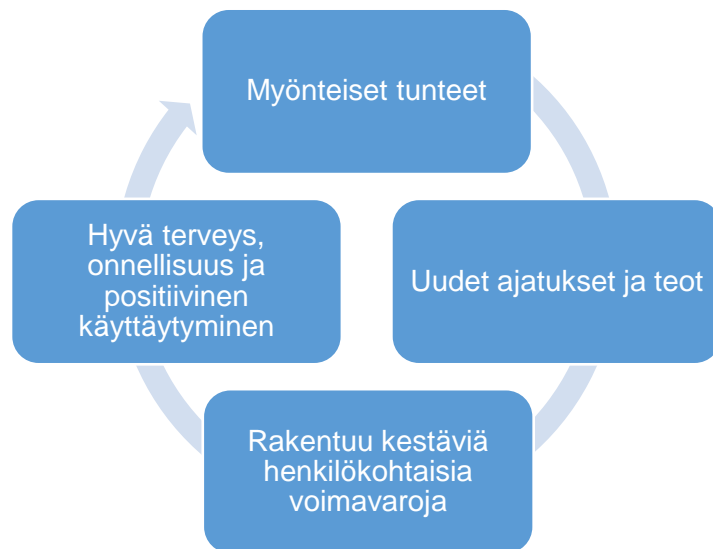 Myönteiset tunteet
Uudet ajatukset ja teot
Rakentuu kestäviä
henkilökohtaisia
voimavaroja
Hyvä terveys,
onnellisuus ja
positiivinen
käyttäytyminen